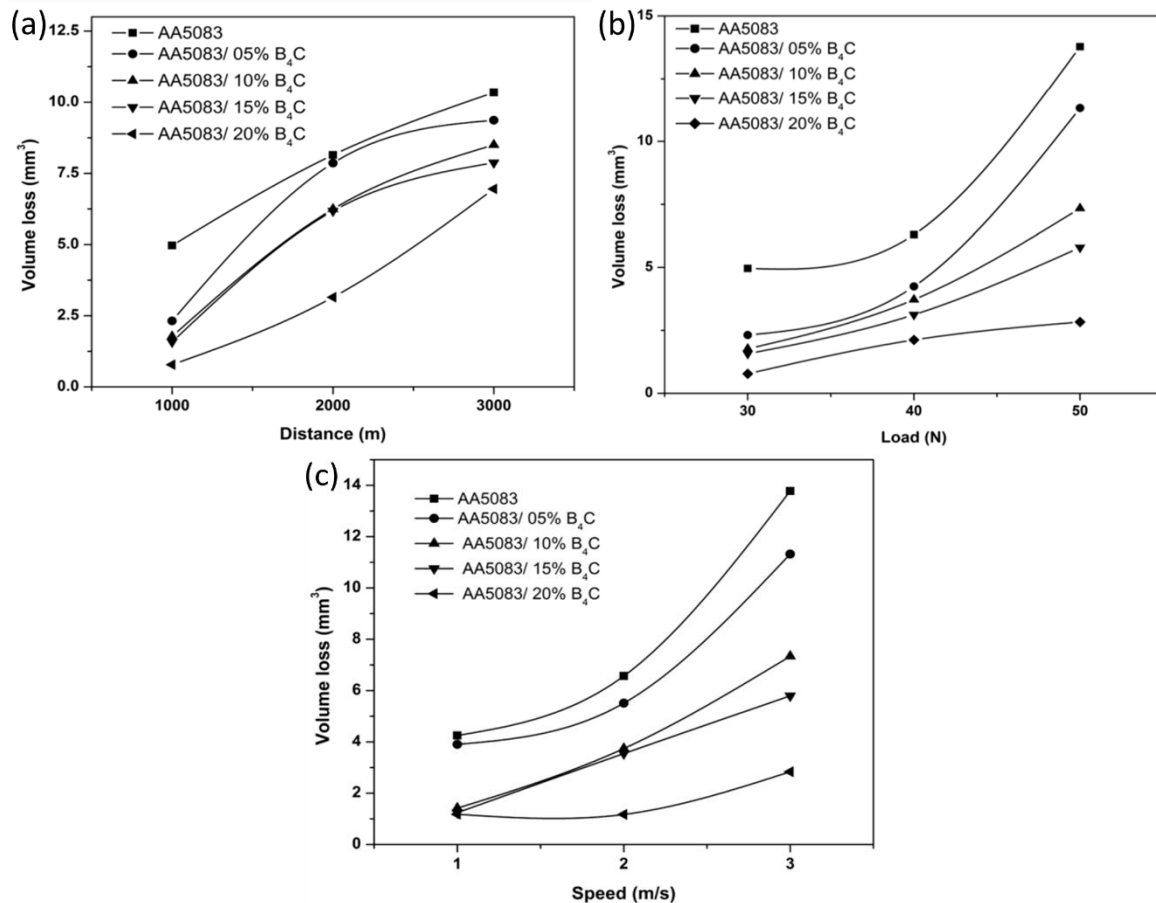 (a)
12.5
10.0
7.5
5.0
2.5
0.0
Volume loss (mm³)
AA5083
AA5083/ 05% B₄C
AA5083/ 10% B₄C
AA5083/ 15% B₄C
AA5083/ 20% B₄C
1000 2000 3000
Distance (m)
(b)
15
10
5
0
Volume loss (mm³)
AA5083
AA5083/ 05% B₄C
AA5083/ 10% B₄C
AA5083/ 15% B₄C
AA5083/ 20% B₄C
30 40 50
Load (N)
(c)
14
12
10
8
6
4
2
0
Volume loss (mm³)
AA5083
AA5083/ 05% B₄C
AA5083/ 10% B₄C
AA5083/ 15% B₄C
AA5083/ 20% B₄C
1 2 3
Speed (m/s)